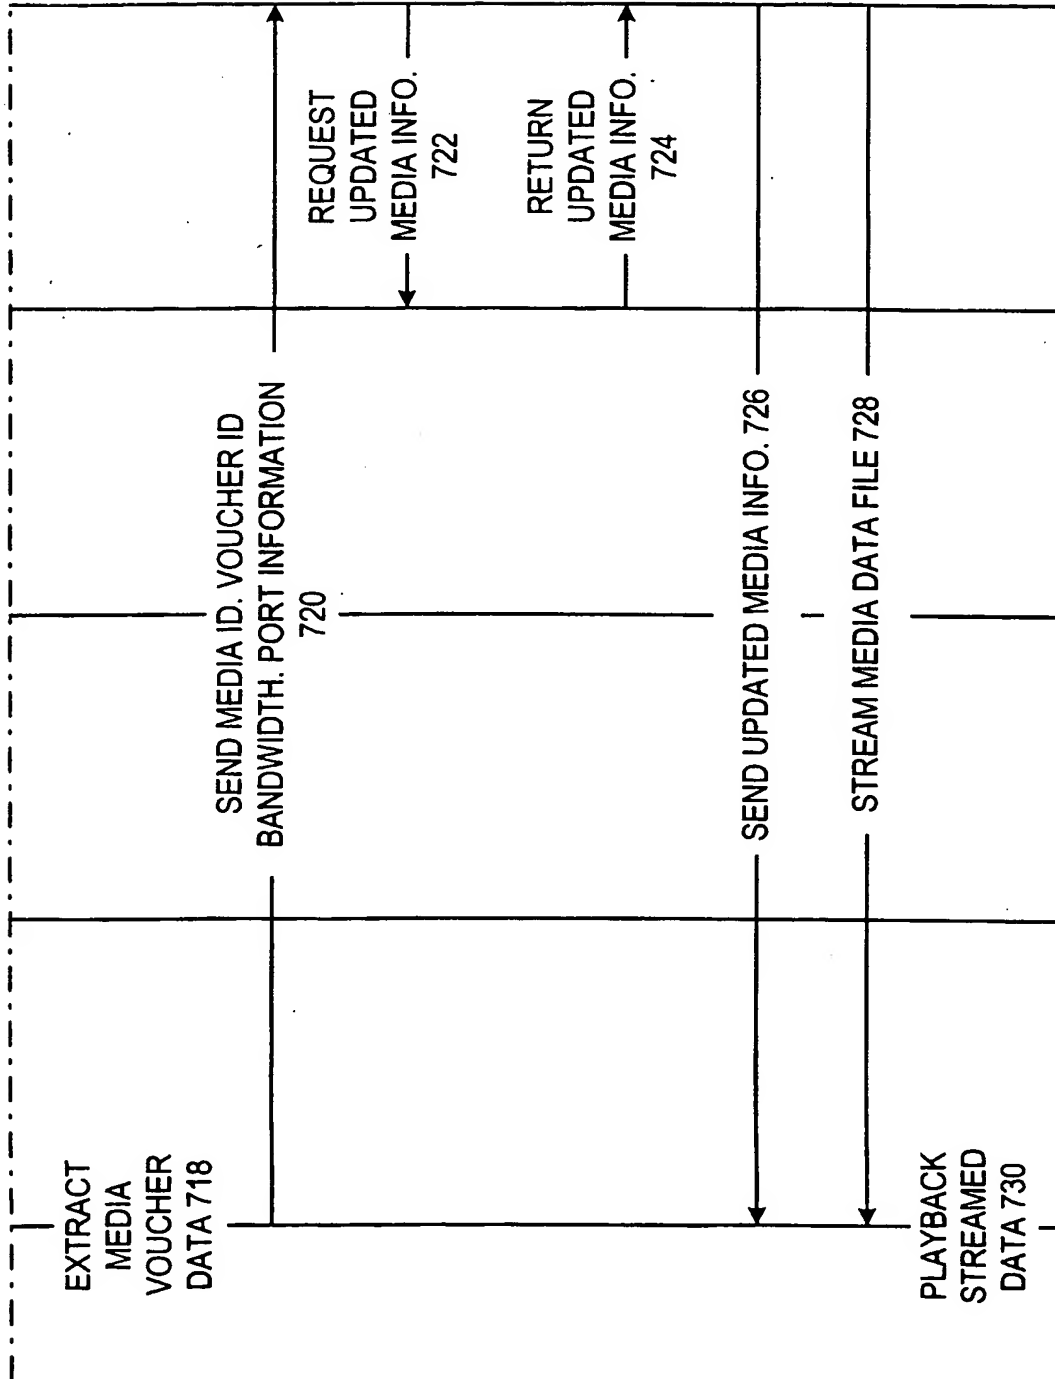 EXTRACT
MEDIA
VOUCHER
DATA 718
SEND MEDIA ID. VOUCHER ID
BANDWIDTH. PORT INFORMATION
720
REQUEST
UPDATED
MEDIA INFO.
722
RETURN
UPDATED
MEDIA INFO.
724
SEND UPDATED MEDIA INFO. 726
STREAM MEDIA DATA FILE 728
PLAYBACK
STREAMED
DATA 730